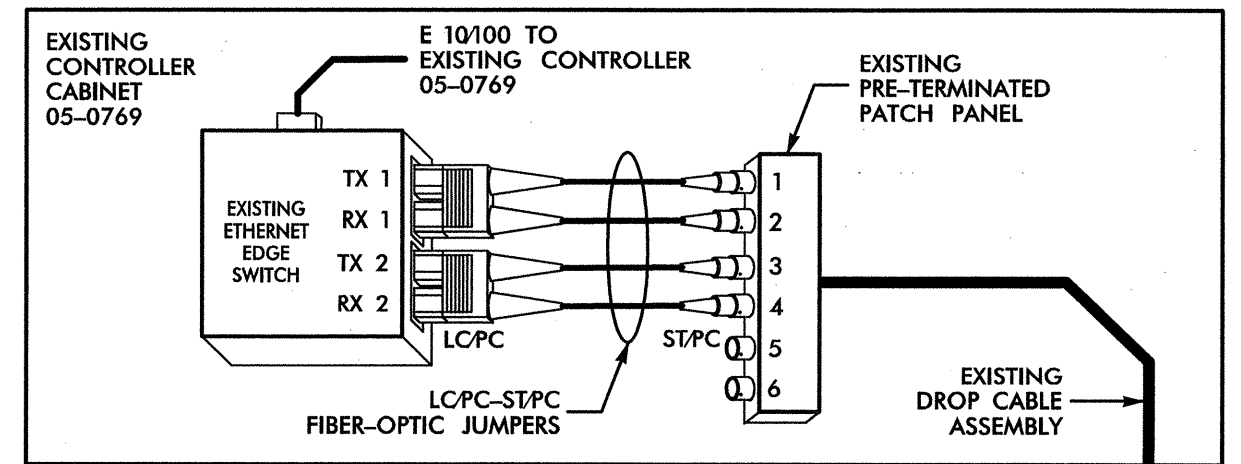 EXISTING
CONTROLLER
CABINET
05–0769
E 10/100 TO
EXISTING CONTROLLER
05–0769
EXISTING
PRE–TERMINATED
PATCH PANEL
EXISTING
ETHERNET
EDGE
SWITCH
TX 1
RX 1
TX 2
RX 2
LC/PC
ST/PC
1
2
3
4
5
6
LC/PC–ST/PC
FIBER–OPTIC JUMPERS
EXISTING
DROP CABLE
ASSEMBLY